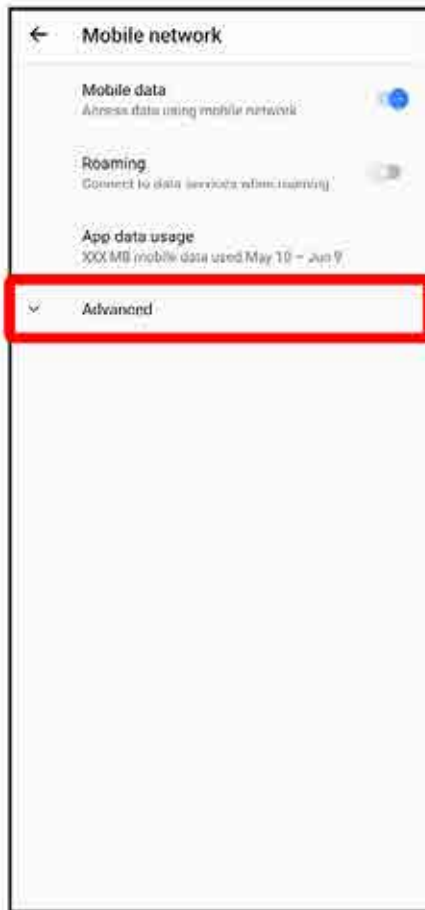 Mobile network
Mobile data
Access data using mobile network
Roaming
Connect to data services when roaming
App data usage
XXX MB mobile data used May 10 – Jun 9
Advanced